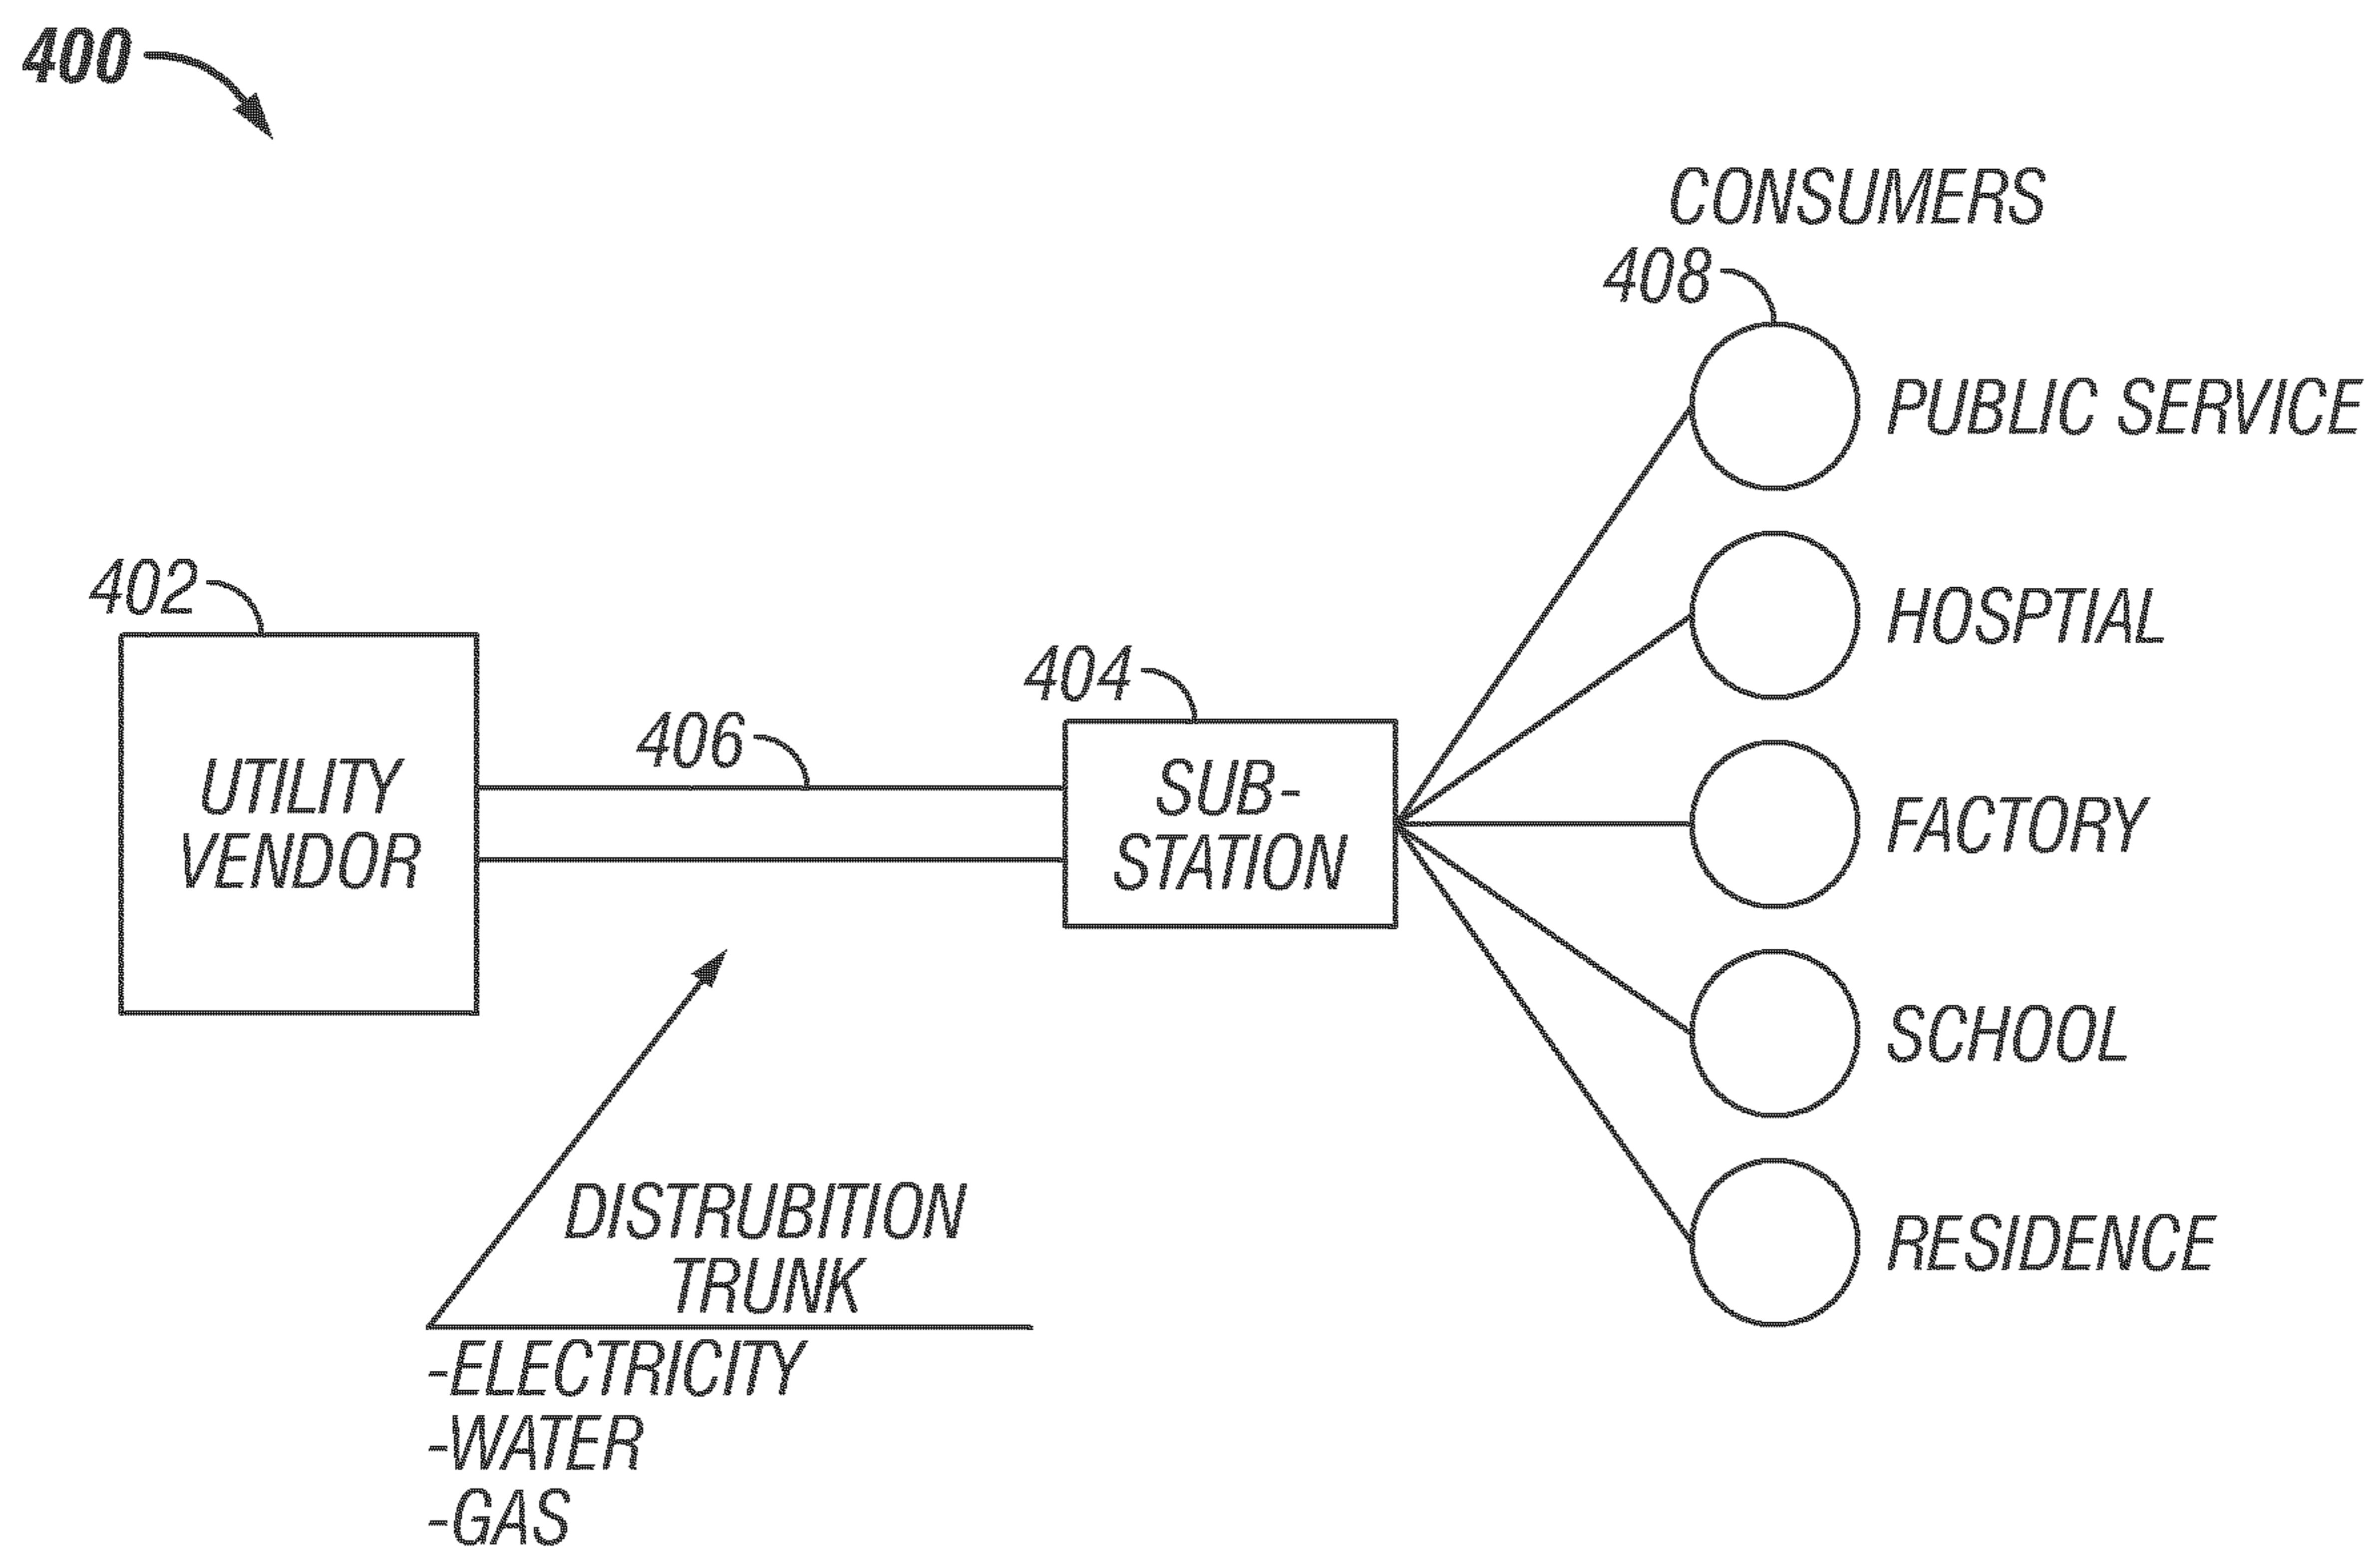 400
CONSUMERS
408
PUBLIC SERVICE
HOSPTIAL
FACTORY
SCHOOL
RESIDENCE
402
UTILITY
VENDOR
406
404
SUB-
STATION
DISTRUBITION
TRUNK
-ELECTRICITY
-WATER
-GAS